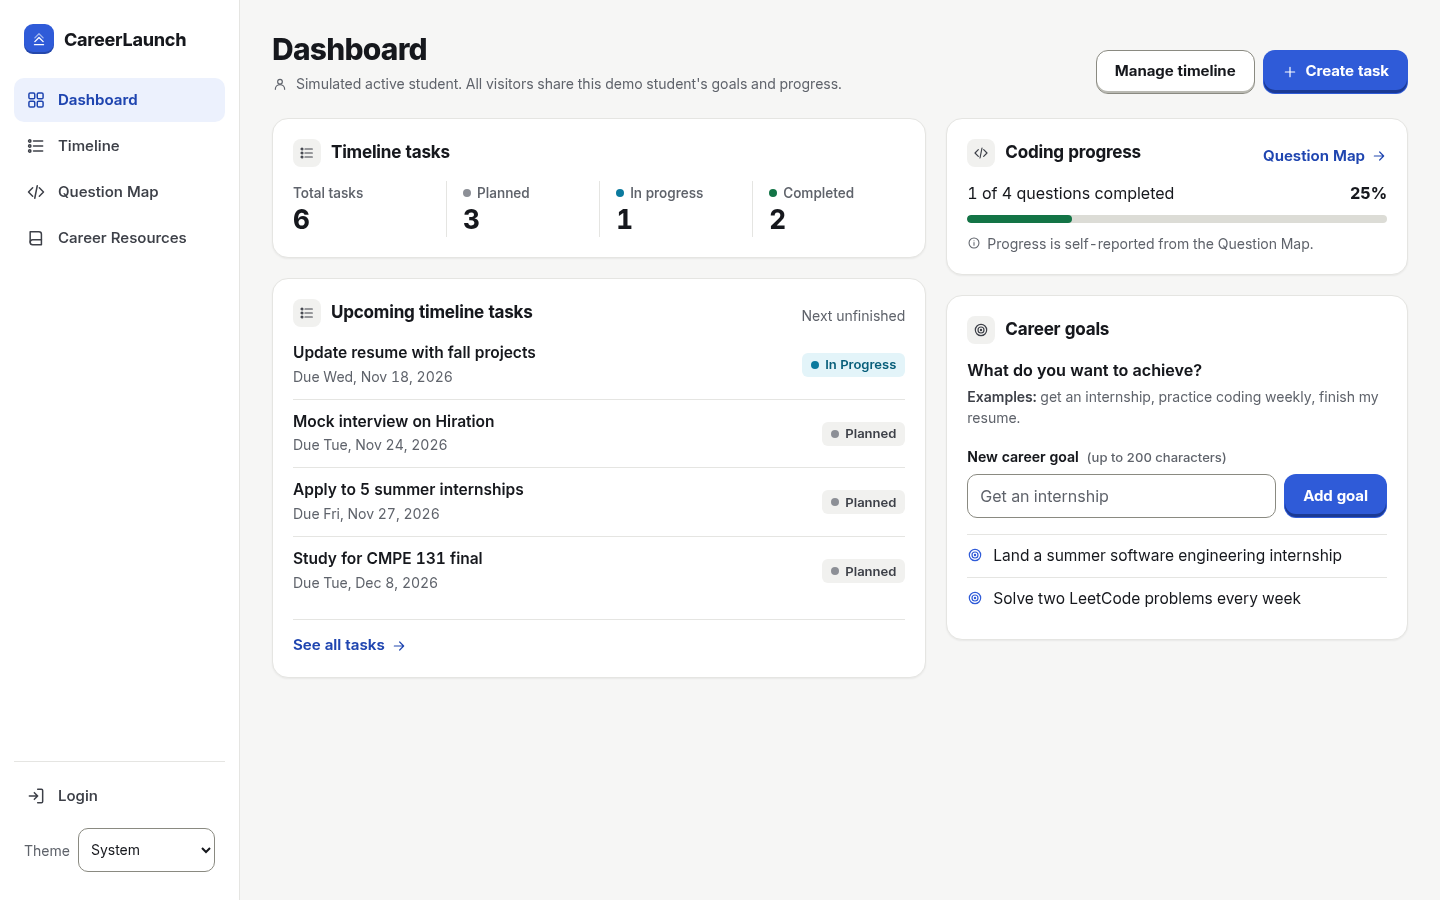 CareerLaunch
Dashboard
Timeline
Question Map
Career Resources
Login
Theme
System
Dashboard
Simulated active student. All visitors share this demo student's goals and progress.
Manage timeline
Create task
Timeline tasks
Total tasks
6
Planned
3
In progress
1
Completed
2
Upcoming timeline tasks
Next unfinished
Update resume with fall projects
Due Wed, Nov 18, 2026
In Progress
Mock interview on Hiration
Due Tue, Nov 24, 2026
Planned
Apply to 5 summer internships
Due Fri, Nov 27, 2026
Planned
Study for CMPE 131 final
Due Tue, Dec 8, 2026
Planned
See all tasks
Coding progress
Question Map
1 of 4 questions completed
25%
Progress is self-reported from the Question Map.
Career goals
What do you want to achieve?
Examples: get an internship, practice coding weekly, finish my
resume.
New career goal (up to 200 characters)
Get an internship
Add goal
Land a summer software engineering internship
Solve two LeetCode problems every week